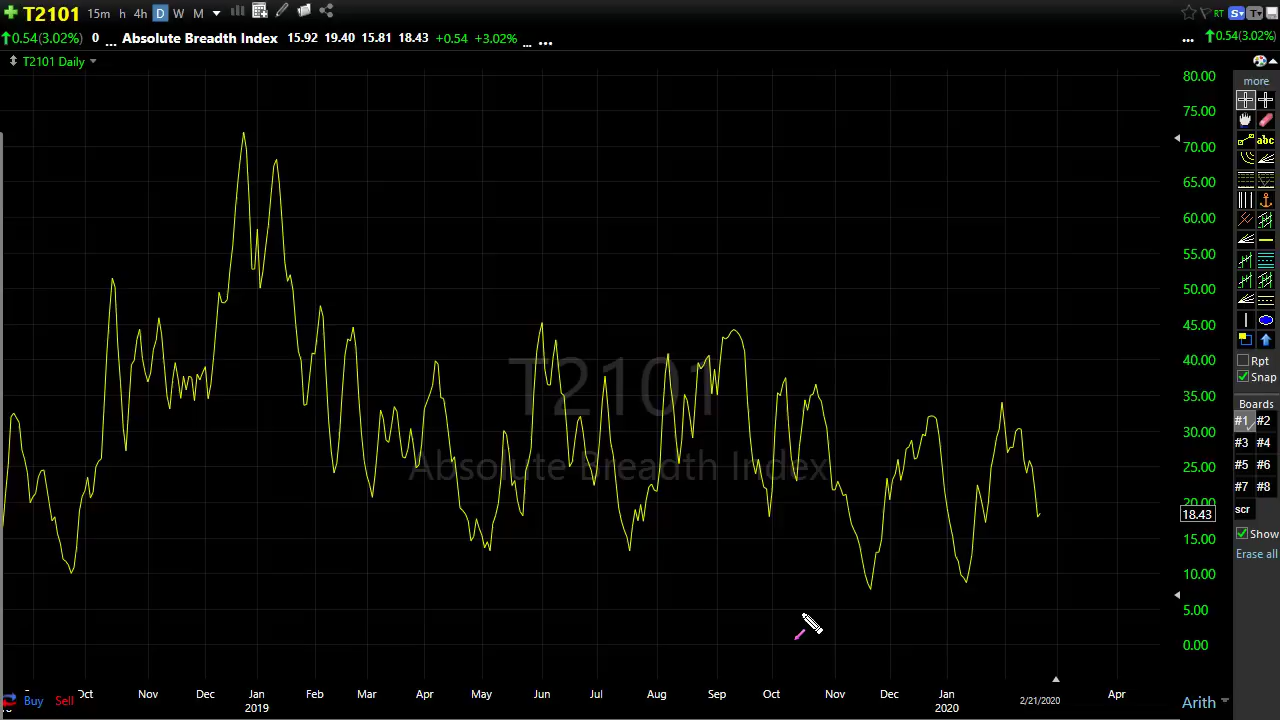 T2101 15m h 4h D W M RT S T
0.54(3.02%) 0 ... Absolute Breadth Index 15.92 19.40 15.81 18.43 +0.54 +3.02% ... ... ... 0.54(3.02%)
T2101 Daily
more
abc
80.00
75.00
70.00
65.00
60.00
55.00
50.00
45.00
40.00
35.00
30.00
25.00
20.00
18.43
15.00
10.00
5.00
0.00
T2101
Absolute Breadth Index
Rpt
Snap
Boards
#1 #2
#3 #4
#5 #6
#7 #8
scr
Show
Erase all
Buy Sell
Oct Nov Dec Jan Feb Mar Apr May Jun Jul Aug Sep Oct Nov Dec Jan 2/21/2020 Apr
2019 2020
Arith